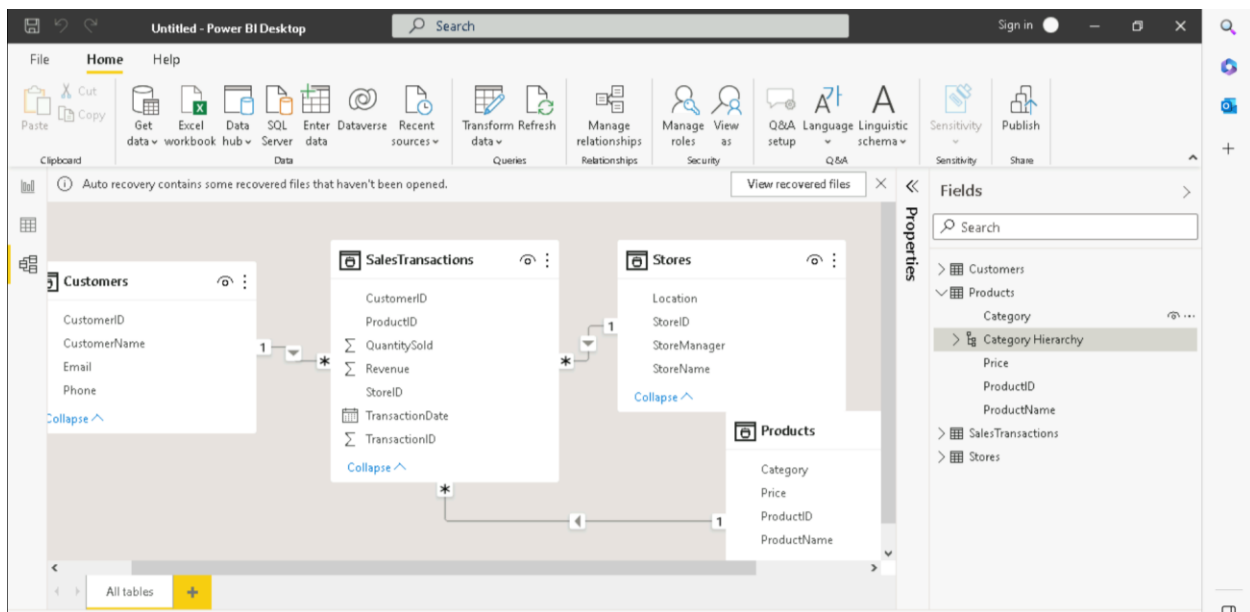 Untitled - Power BI Desktop
Search
Sign in
File Home Help
Paste
Cut
Copy
Get data
Excel workbook
Data hub
SQL Server
Enter data
Dataverse
Recent sources
Transform data
Refresh
Manage relationships
Manage roles
View as
Q&A setup
Language
Linguistic schema
Sensitivity
Publish
Clipboard
Data
Queries
Relationships
Security
Q&A
Sensitivity
Share
Auto recovery contains some recovered files that haven't been opened.
View recovered files
Customers
CustomerID
CustomerName
Email
Phone
Collapse
1
*
SalesTransactions
CustomerID
ProductID
QuantitySold
Revenue
StoreID
TransactionDate
TransactionID
Collapse
*
1
*
Stores
Location
StoreID
StoreManager
StoreName
Collapse
1
Products
Category
Price
ProductID
ProductName
All tables
+
Properties
Fields
Search
Customers
Products
Category
Category Hierarchy
Price
ProductID
ProductName
SalesTransactions
Stores